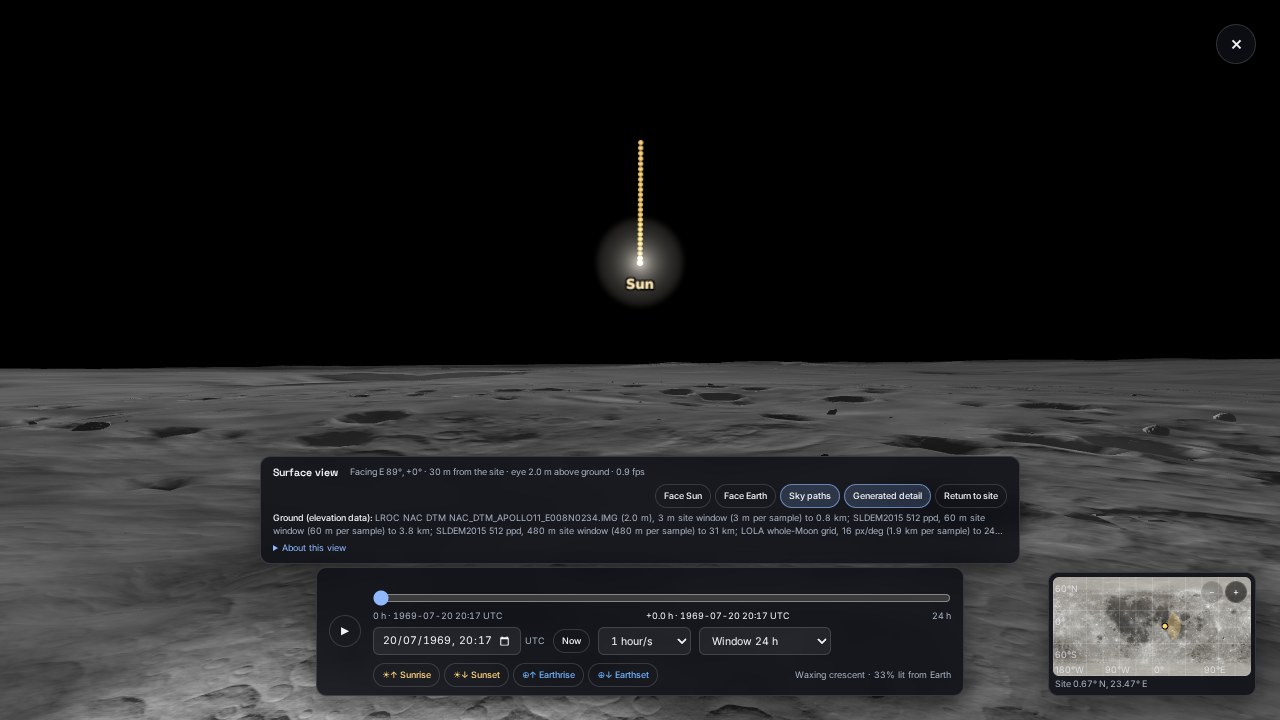 ×
Sun
Surface view Facing E 89°, +0° · 30 m from the site · eye 2.0 m above ground · 0.9 fps
Face Sun Face Earth Sky paths Generated detail Return to site
Ground (elevation data): LROC NAC DTM NAC_DTM_APOLLO11_E008N0234.IMG (2.0 m), 3 m site window (3 m per sample) to 0.8 km; SLDEM2015 512 ppd, 60 m site
window (60 m per sample) to 3.8 km; SLDEM2015 512 ppd, 480 m site window (480 m per sample) to 31 km; LOLA whole-Moon grid, 16 px/deg (1.9 km per sample) to 24…
▶ About this view
▶
0 h · 1969-07-20 20:17 UTC +0.0 h · 1969-07-20 20:17 UTC 24 h
20/07/1969, 20:17 UTC Now 1 hour/s Window 24 h
☀↑ Sunrise ☀↓ Sunset ⊕↑ Earthrise ⊕↓ Earthset Waxing crescent · 33% lit from Earth
60°N − +
0°
60°S
180°W 90°W 0° 90°E
Site 0.67° N, 23.47° E